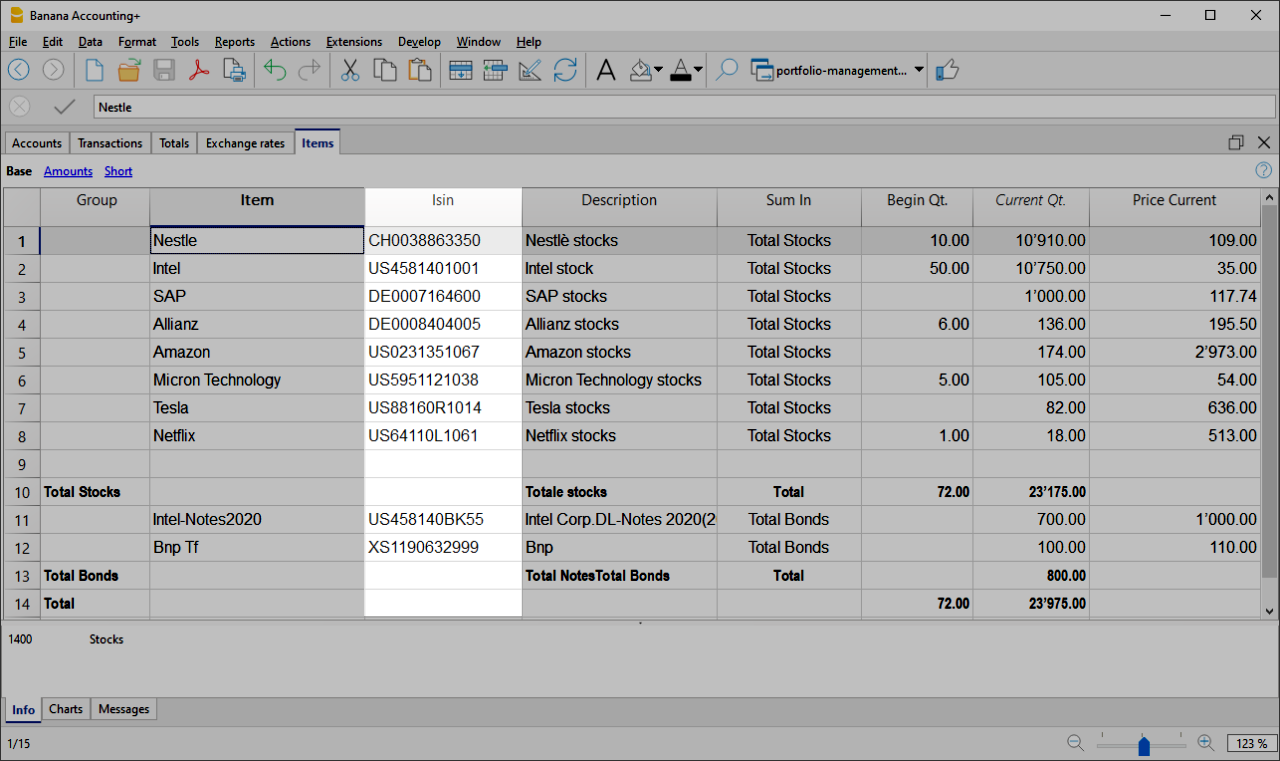 Banana Accounting+
File Edit Data Format Tools Reports Actions Extensions Develop Window Help
portfolio-management...
Nestle
Accounts Transactions Totals Exchange rates Items
Base Amounts Short
Group Item Isin Description Sum In Begin Qt. Current Qt. Price Current
1 Nestle CH0038863350 Nestlè stocks Total Stocks 10.00 10’910.00 109.00
2 Intel US4581401001 Intel stock Total Stocks 50.00 10’750.00 35.00
3 SAP DE0007164600 SAP stocks Total Stocks 1’000.00 117.74
4 Allianz DE0008404005 Allianz stocks Total Stocks 6.00 136.00 195.50
5 Amazon US0231351067 Amazon stocks Total Stocks 174.00 2’973.00
6 Micron Technology US5951121038 Micron Technology stocks Total Stocks 5.00 105.00 54.00
7 Tesla US88160R1014 Tesla stocks Total Stocks 82.00 636.00
8 Netflix US64110L1061 Netflix stocks Total Stocks 1.00 18.00 513.00
9
10 Total Stocks Totale stocks Total 72.00 23’175.00
11 Intel-Notes2020 US458140BK55 Intel Corp.DL-Notes 2020(2 Total Bonds 700.00 1’000.00
12 Bnp Tf XS1190632999 Bnp Total Bonds 100.00 110.00
13 Total Bonds Total NotesTotal Bonds Total 800.00
14 Total 72.00 23’975.00
1400 Stocks
Info Charts Messages
1/15 123 %